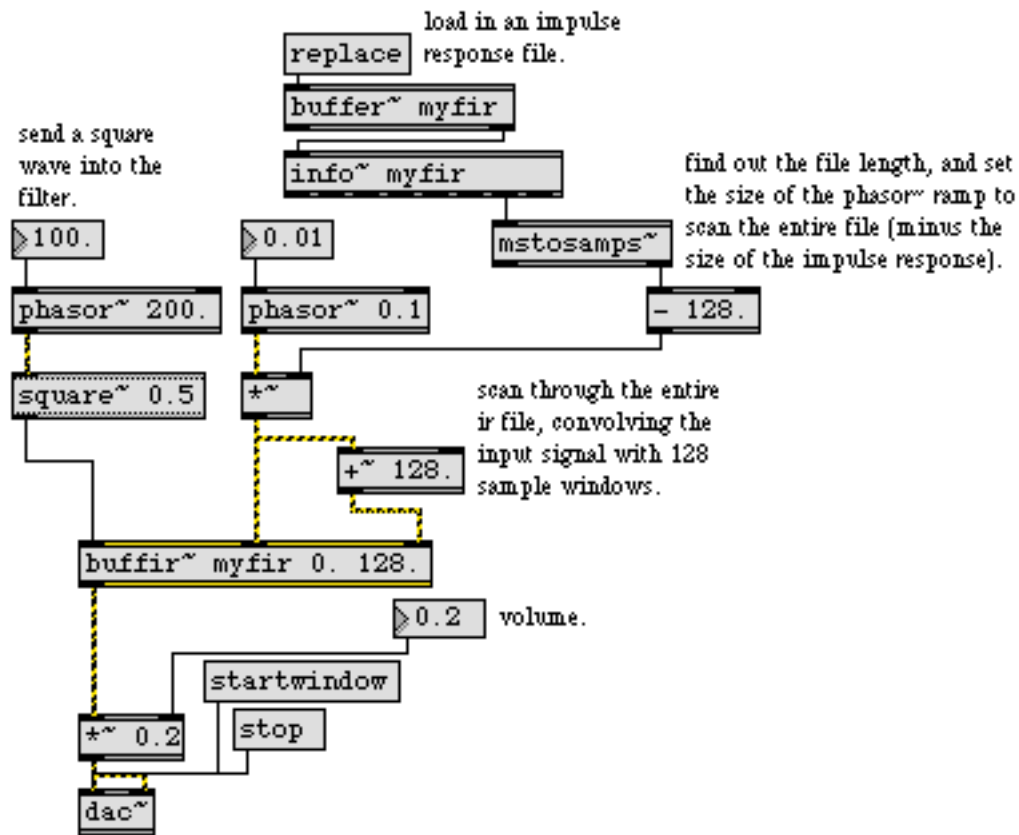 load in an impulse
response file.
replace
buffer~ myfir
info~ myfir
send a square
wave into the
filter.
find out the file length, and set
the size of the phasor~ ramp to
scan the entire file (minus the
size of the impulse response).
100.
0.01
mstosamps~
phasor~ 200.
phasor~ 0.1
- 128.
square~ 0.5
*~
scan through the entire
ir file, convolving the
input signal with 128
sample windows.
+~ 128.
buffir~ myfir 0. 128.
0.2
volume.
startwindow
stop
*~ 0.2
dac~